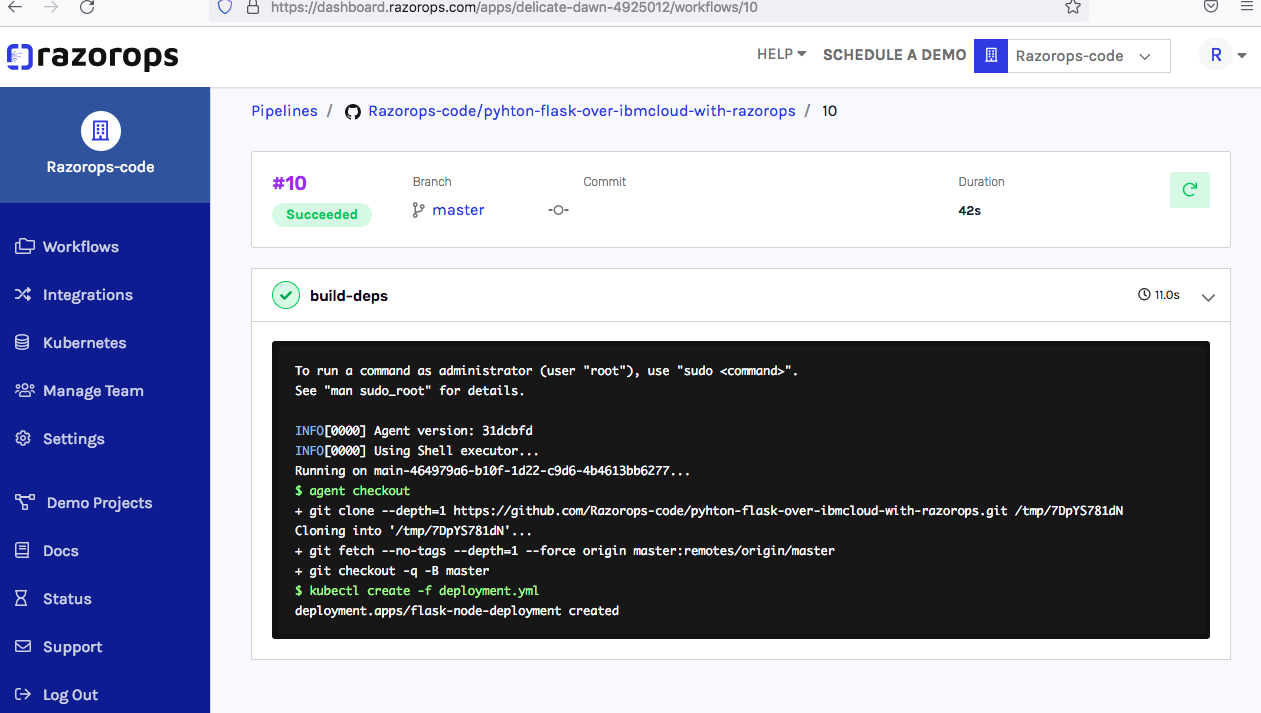 https://dashboard.razorops.com/apps/delicate-dawn-4925012/workflows/10
razorops
HELP
SCHEDULE A DEMO
Razorops-code
R
Razorops-code
Workflows
Integrations
Kubernetes
Manage Team
Settings
Demo Projects
Docs
Status
Support
Log Out
Pipelines / Razorops-code/pyhton-flask-over-ibmcloud-with-razorops / 10
#10 Branch Commit Duration
Succeeded master 42s
build-deps 11.0s
To run a command as administrator (user "root"), use "sudo <command>".
See "man sudo_root" for details.
INFO[0000] Agent version: 31dcbfd
INFO[0000] Using Shell executor...
Running on main-464979a6-b10f-1d22-c9d6-4b4613bb6277...
$ agent checkout
+ git clone --depth=1 https://github.com/Razorops-code/pyhton-flask-over-ibmcloud-with-razorops.git /tmp/7DpYS781dN
Cloning into '/tmp/7DpYS781dN'...
+ git fetch --no-tags --depth=1 --force origin master:remotes/origin/master
+ git checkout -q -B master
$ kubectl create -f deployment.yml
deployment.apps/flask-node-deployment created